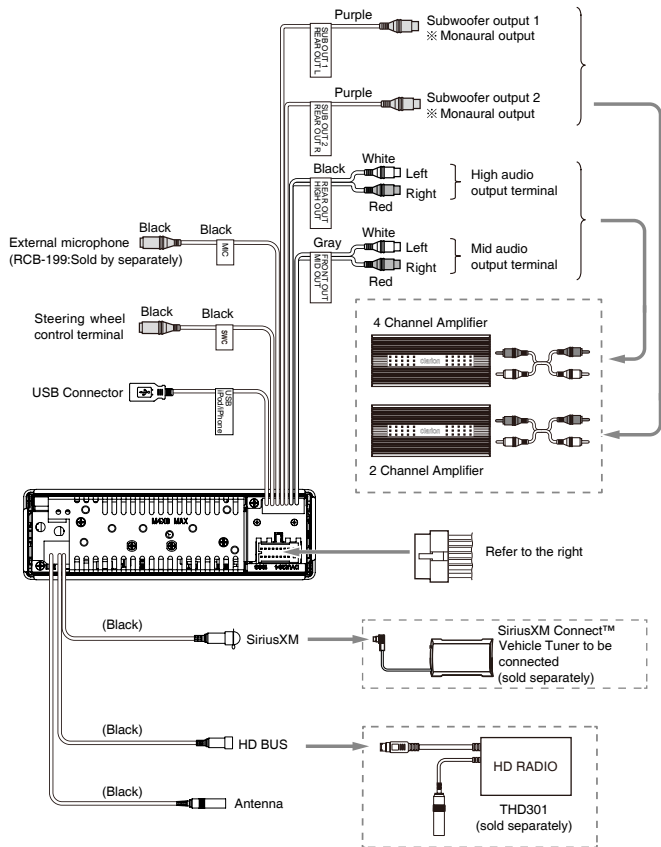 Purple
Subwoofer output 1
※ Monaural output
SUB OUT 1
REAR OUT L
Purple
Subwoofer output 2
※ Monaural output
SUB OUT 2
REAR OUT R
White
Black
Left
Right
Red
High audio
output terminal
REAR OUT
HIGH OUT
White
Gray
Left
Right
Red
Mid audio
output terminal
FRONT OUT
MID OUT
Black
Black
External microphone
(RCB-199:Sold by separately)
MIC
Black
Black
Steering wheel
control terminal
SWC
USB Connector
USB
iPod/iPhone
4 Channel Amplifier
clarion
clarion
2 Channel Amplifier
M4X8 MAX
Refer to the right
(Black)
SiriusXM
SiriusXM Connect™
Vehicle Tuner to be
connected
(sold separately)
(Black)
HD BUS
HD RADIO
THD301
(sold separately)
(Black)
Antenna